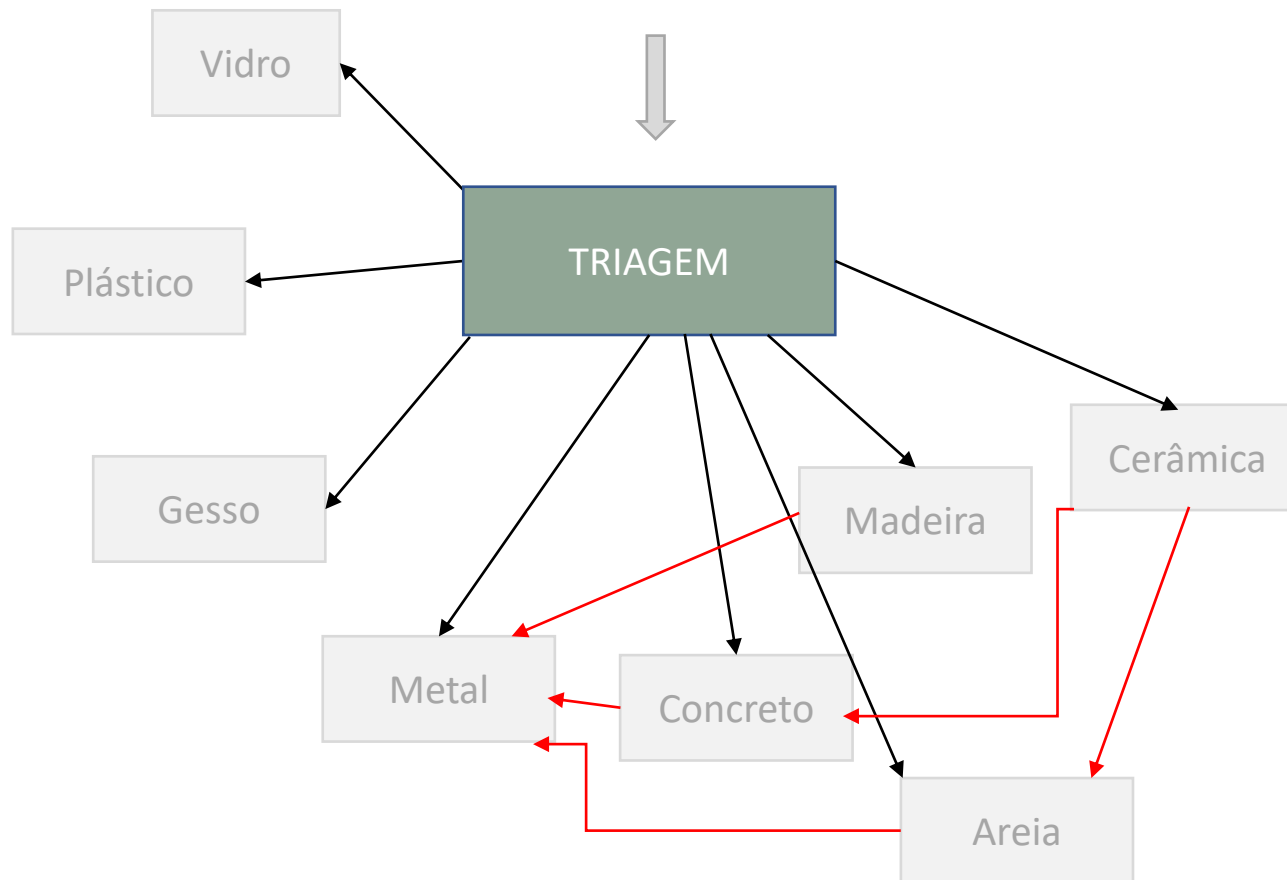 Vidro
TRIAGEM
Plástico
Cerâmica
Gesso
Madeira
Metal
Concreto
Areia